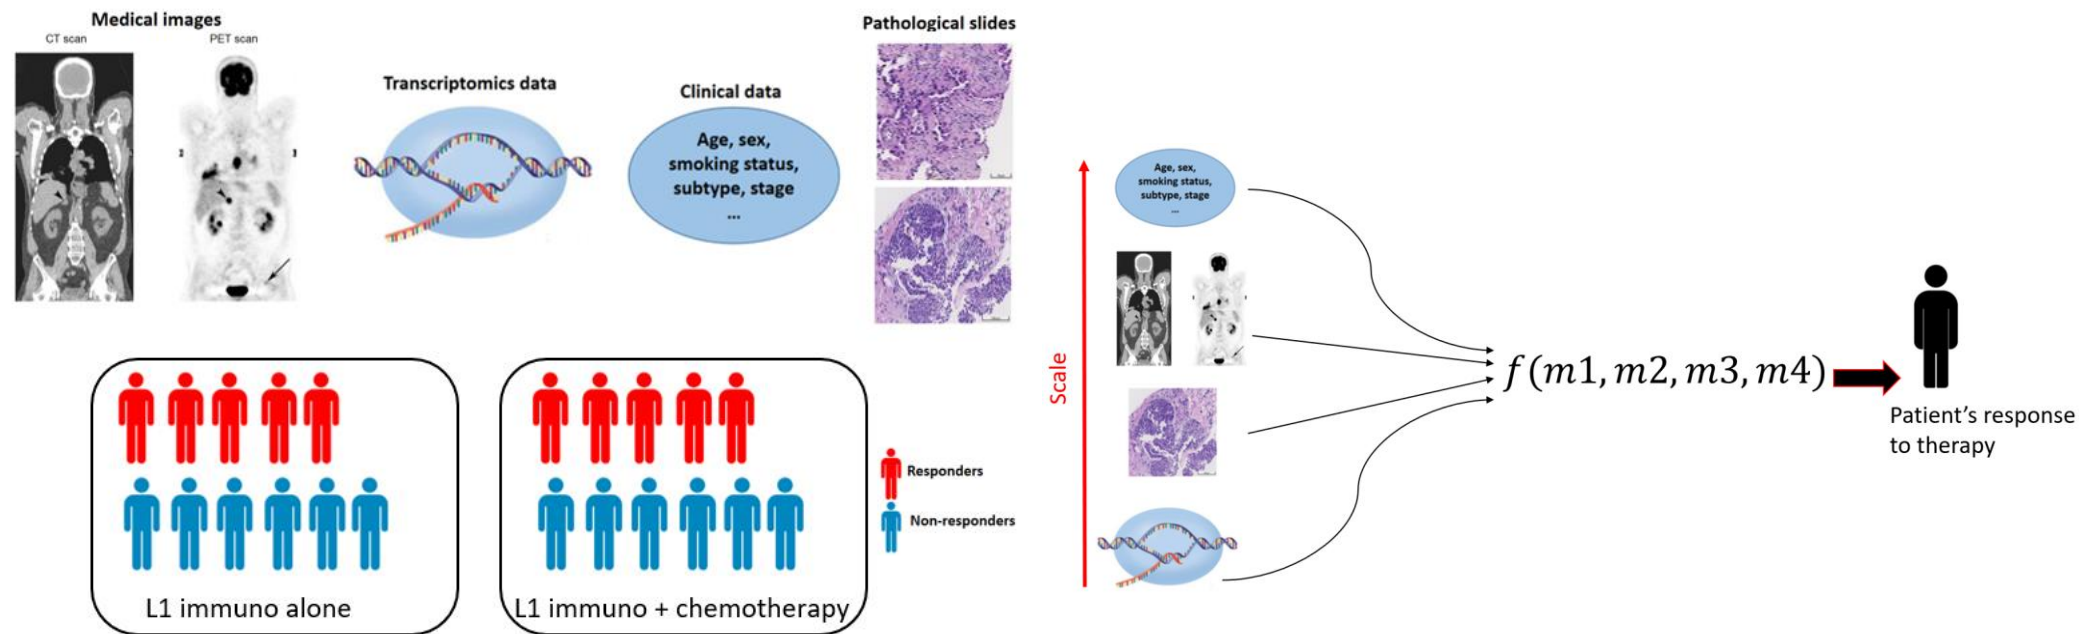 Medical images
CT scan
PET scan
Transcriptomics data
Clinical data
Age, sex,
smoking status,
subtype, stage
...
Pathological slides
L1 immuno alone
L1 immuno + chemotherapy
Responders
Non-responders
Scale
Age, sex,
smoking status,
subtype, stage
...
f(m1, m2, m3, m4)
Patient’s response
to therapy